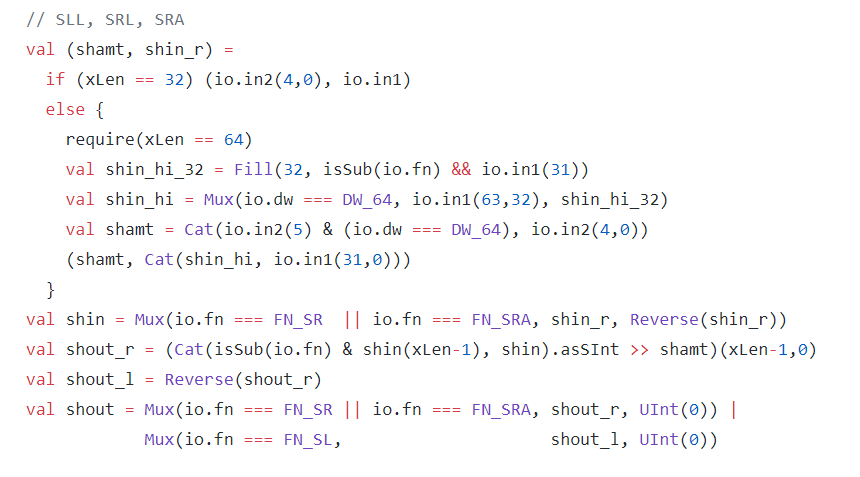 // SLL, SRL, SRA
val (shamt, shin_r) =
  if (xLen == 32) (io.in2(4,0), io.in1)
  else {
    require(xLen == 64)
    val shin_hi_32 = Fill(32, isSub(io.fn) && io.in1(31))
    val shin_hi = Mux(io.dw === DW_64, io.in1(63,32), shin_hi_32)
    val shamt = Cat(io.in2(5) & (io.dw === DW_64), io.in2(4,0))
    (shamt, Cat(shin_hi, io.in1(31,0)))
  }
val shin = Mux(io.fn === FN_SR  || io.fn === FN_SRA, shin_r, Reverse(shin_r))
val shout_r = (Cat(isSub(io.fn) & shin(xLen-1), shin).asSInt >> shamt)(xLen-1,0)
val shout_l = Reverse(shout_r)
val shout = Mux(io.fn === FN_SR || io.fn === FN_SRA, shout_r, UInt(0)) |
            Mux(io.fn === FN_SL,                     shout_l, UInt(0))